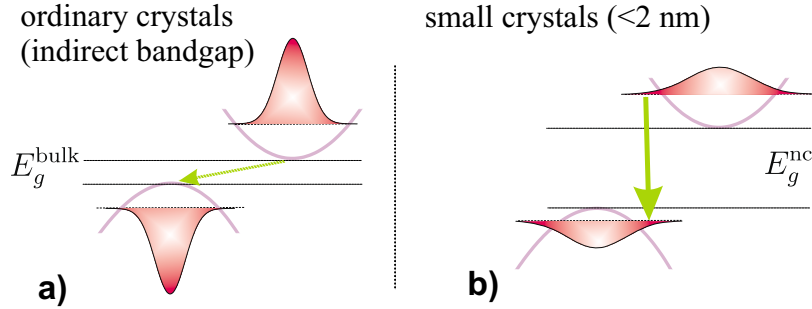 ordinary crystals
(indirect bandgap)
small crystals (<2 nm)
E_g^bulk
E_g^nc
a)
b)